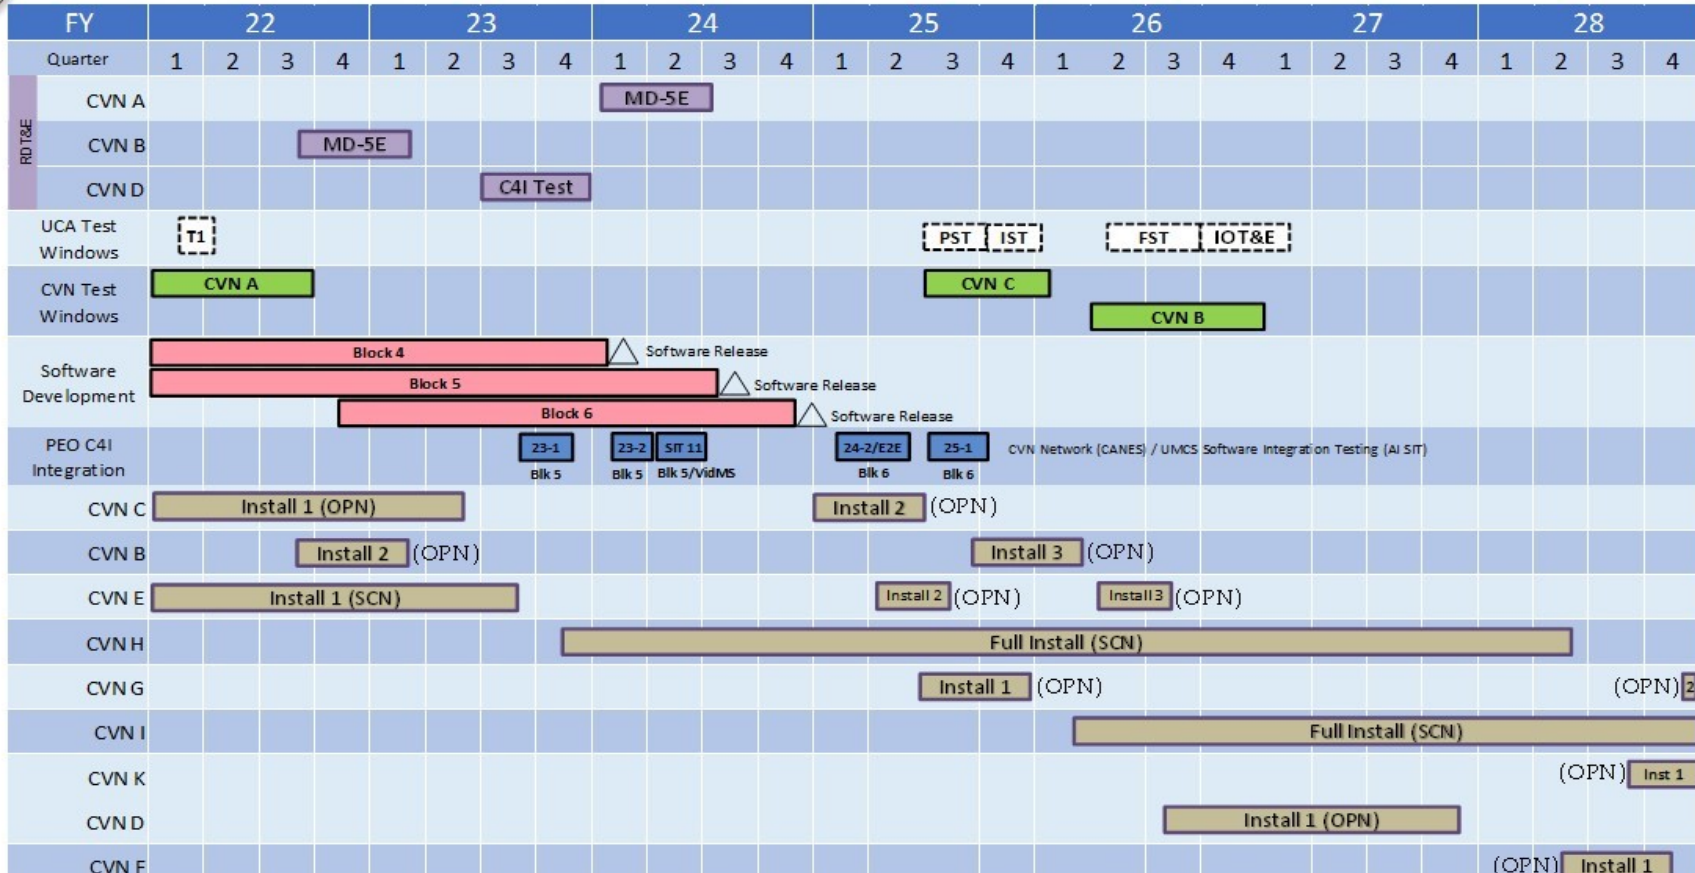 FY 22 23 24 25 26 27 28
Quarter 1 2 3 4 1 2 3 4 1 2 3 4 1 2 3 4 1 2 3 4 1 2 3 4 1 2 3 4
RDT&E
CVN A MD-5E
CVN B MD-5E
CVN D C4I Test
UCA Test
Windows
T1 PST IST FST IOT&E
CVN Test
Windows
CVN A CVN C
CVN B
Software
Development
Block 4 Software Release
Block 5 Software Release
Block 6 Software Release
PEO C4I
Integration
23-1 23-2 SIT 11 24-2/E2E 25-1 CVN Network (CANES) / UMCS Software Integration Testing (AI SIT)
Blk 5 Blk 5 Blk 5/VidMS Blk 6 Blk 6
CVN C Install 1 (OPN) Install 2 (OPN)
CVN B Install 2 (OPN) Install 3 (OPN)
CVN E Install 1 (SCN) Install 2 (OPN) Install 3 (OPN)
CVN H Full Install (SCN)
CVN G Install 1 (OPN) (OPN) 2
CVN I Full Install (SCN)
CVN K (OPN) Inst 1
CVN D Install 1 (OPN)
CVN F (OPN) Install 1